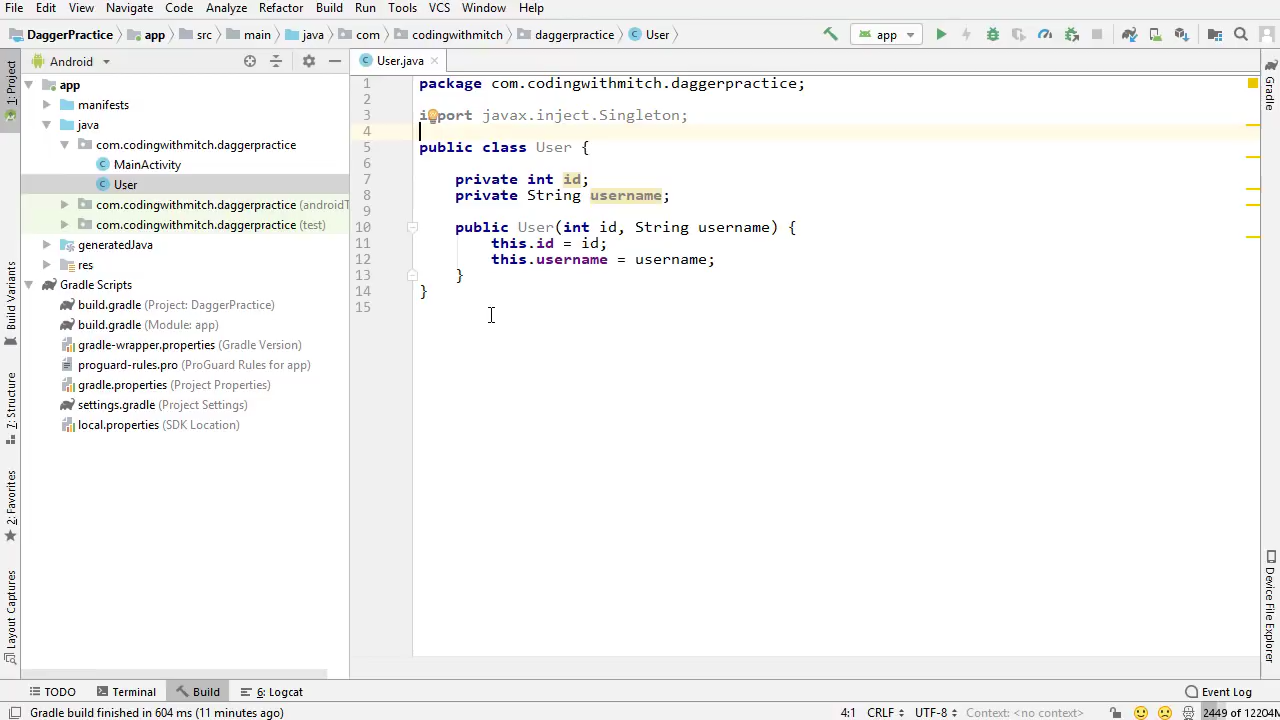 File Edit View Navigate Code Analyze Refactor Build Run Tools VCS Window Help
DaggerPractice app src main java com codingwithmitch daggerpractice User app
Android User.java
1 package com.codingwithmitch.daggerpractice;
2
3 import javax.inject.Singleton;
4
5 public class User {
6
7 private int id;
8 private String username;
9
10 public User(int id, String username) {
11 this.id = id;
12 this.username = username;
13 }
14 }
15
app
manifests
java
com.codingwithmitch.daggerpractice
MainActivity
User
com.codingwithmitch.daggerpractice (androidT
com.codingwithmitch.daggerpractice (test)
generatedJava
res
Gradle Scripts
build.gradle (Project: DaggerPractice)
build.gradle (Module: app)
gradle-wrapper.properties (Gradle Version)
proguard-rules.pro (ProGuard Rules for app)
gradle.properties (Project Properties)
settings.gradle (Project Settings)
local.properties (SDK Location)
1: Project
Build Variants
7: Structure
2: Favorites
Layout Captures
Gradle
Device File Explorer
TODO Terminal Build 6: Logcat Event Log
Gradle build finished in 604 ms (11 minutes ago) 4:1 CRLF UTF-8 Context: <no context> 2449 of 12204M